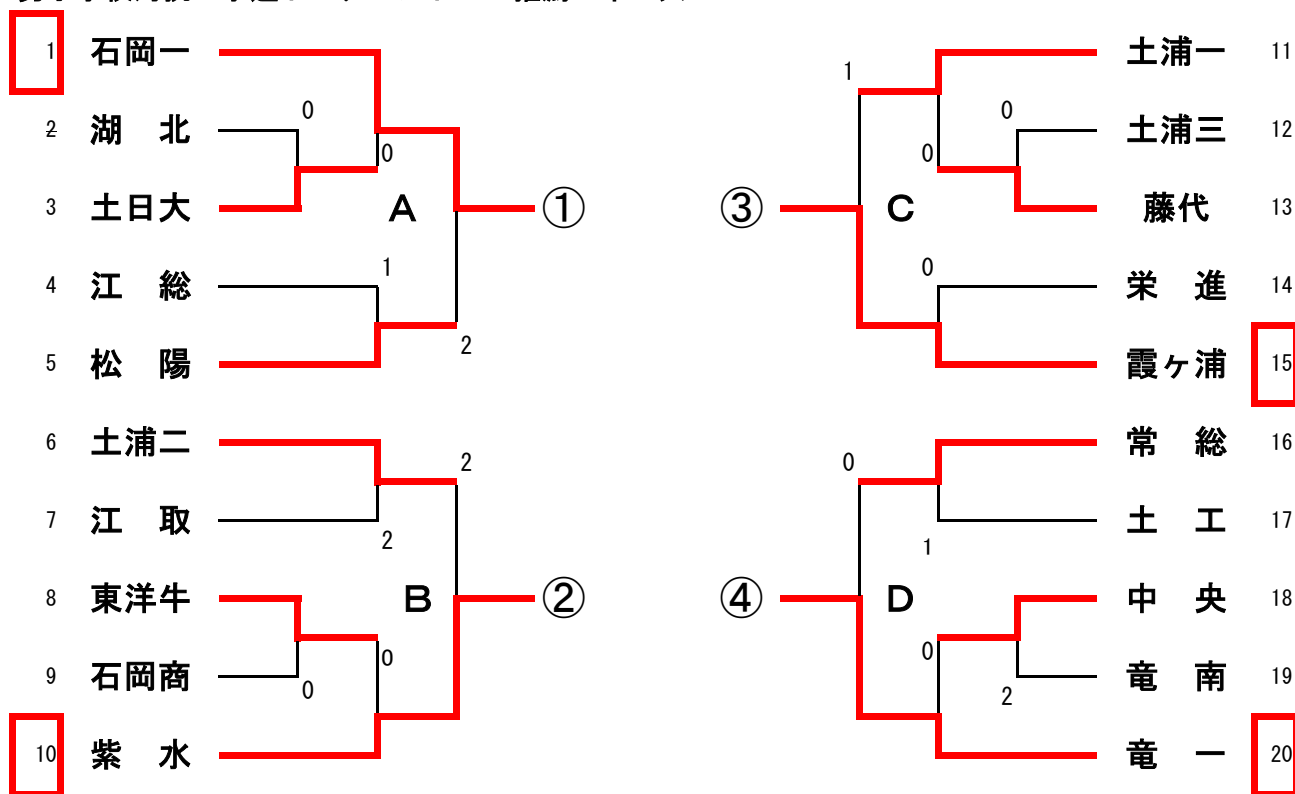 1 石岡一
2 湖 北
3 土日大
4 江 総
5 松 陽
6 土浦二
7 江 取
8 東洋牛
9 石岡商
10 紫 水
0
0
A
①
1
2
2
2
B
②
0
0
1
0
0
③
C
0
0
1
④
D
0
2
土浦一 11
土浦三 12
藤代 13
栄 進 14
霞ヶ浦 15
常 総 16
土 工 17
中 央 18
竜 南 19
竜 一 20